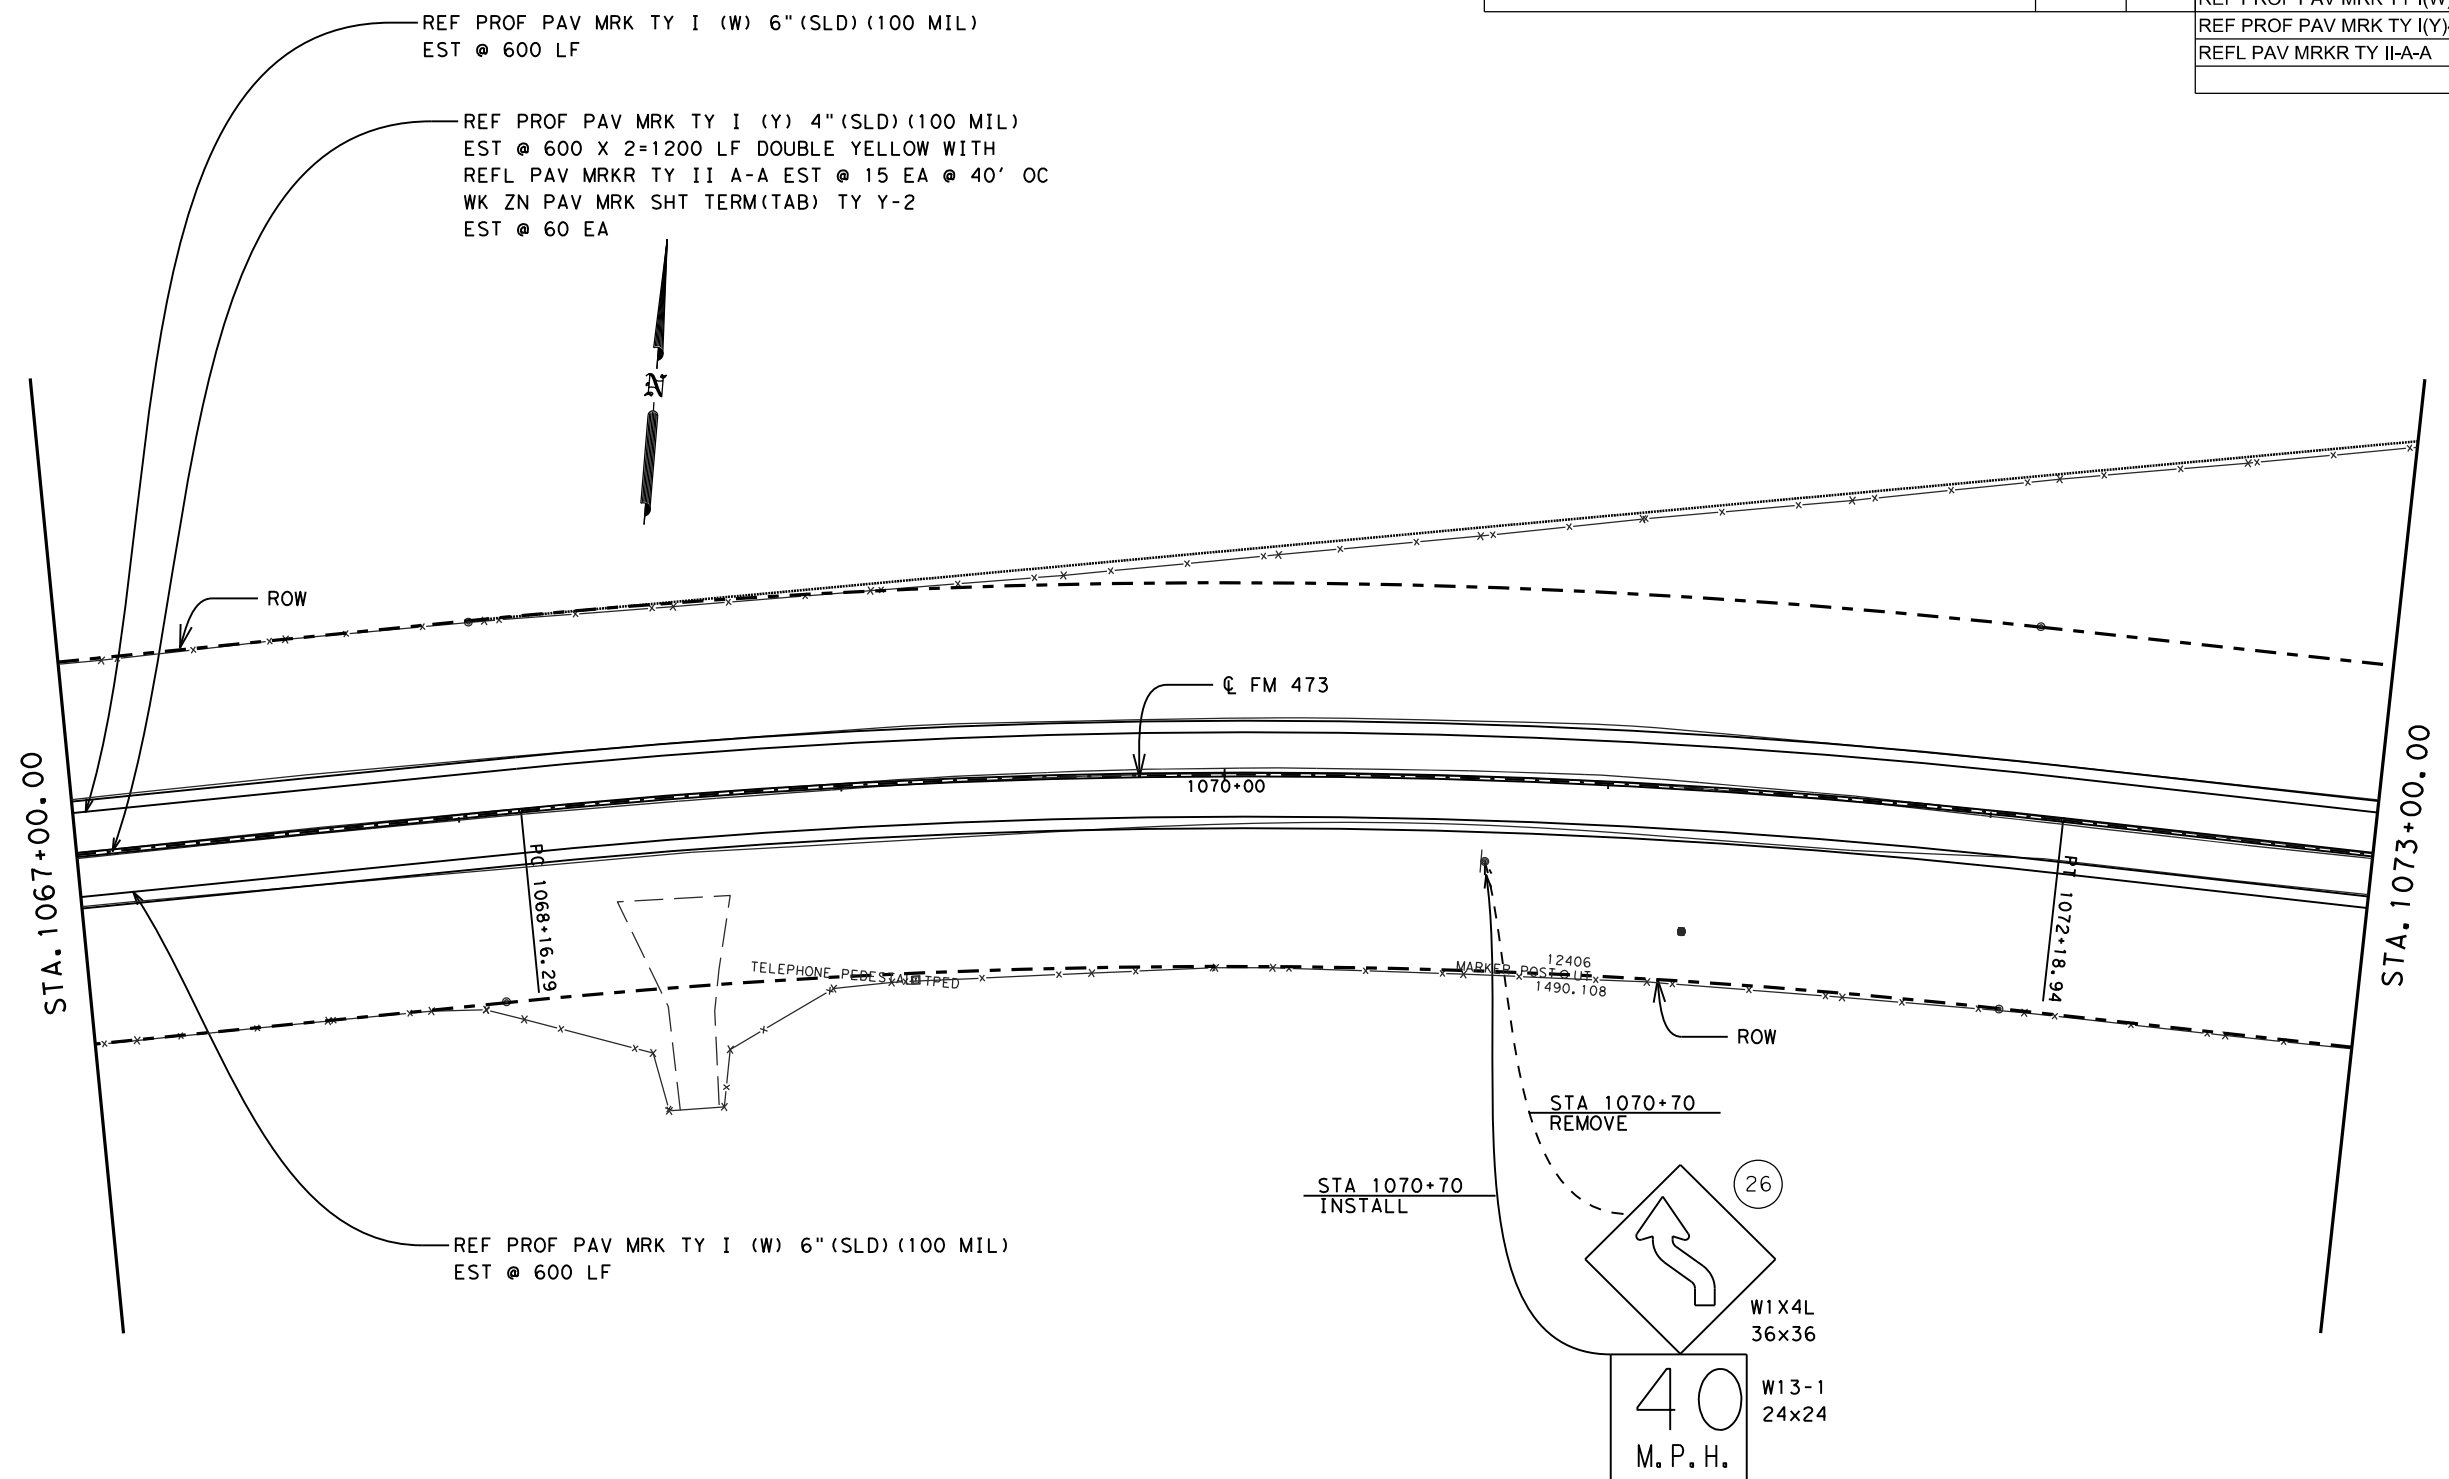 REF PROF PAV MRK TY I (W) 6"(SLD)(100 MIL)
EST @ 600 LF
REF PROF PAV MRK TY I(Y)
REFL PAV MRKR TY II-A-A
REF PROF PAV MRK TY I (Y) 4"(SLD)(100 MIL)
EST @ 600 X 2=1200 LF DOUBLE YELLOW WITH
REFL PAV MRKR TY II A-A EST @ 15 EA @ 40' OC
WK ZN PAV MRK SHT TERM(TAB) TY Y-2
EST @ 60 EA
N
ROW
℄ FM 473
1070+00
STA. 1067+00.00
STA. 1073+00.00
PC 1068+16.29
PT 1072+18.94
TELEPHONE PEDESTAL TPED
12406
MARKER POST UT
1490.108
ROW
STA 1070+70
REMOVE
STA 1070+70
INSTALL
26
REF PROF PAV MRK TY I (W) 6"(SLD)(100 MIL)
EST @ 600 LF
W1X4L
36x36
40
M.P.H.
W13-1
24x24